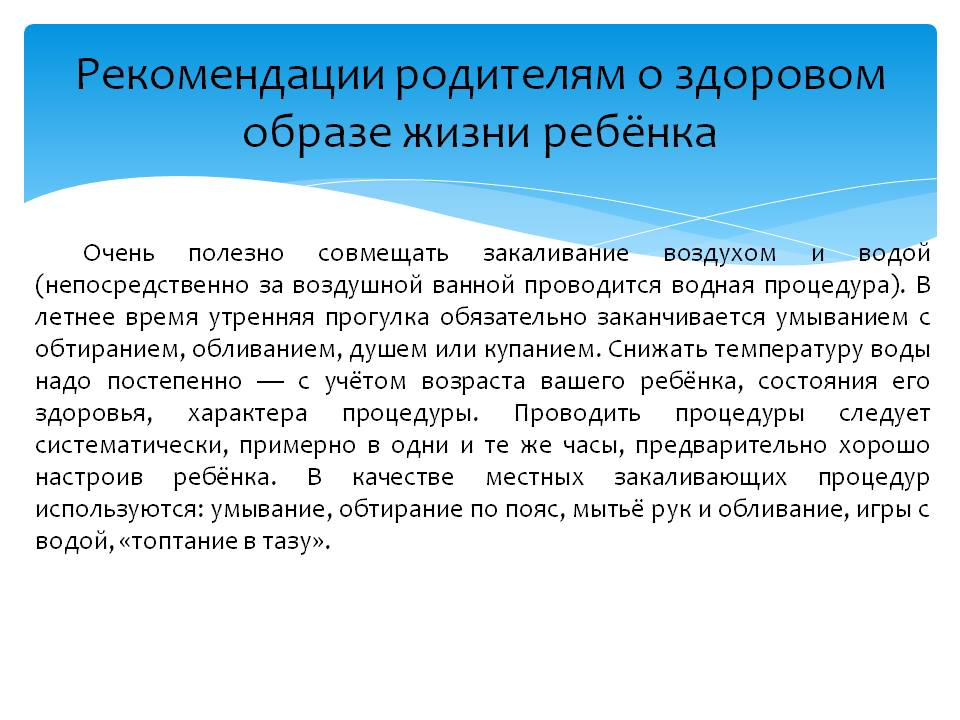 Рекомендации родителям о здоровом
образе жизни ребёнка
Очень полезно совмещать закаливание воздухом и водой
(непосредственно за воздушной ванной проводится водная процедура). В
летнее время утренняя прогулка обязательно заканчивается умыванием с
обтиранием, обливанием, душем или купанием. Снижать температуру воды
надо постепенно — с учётом возраста вашего ребёнка, состояния его
здоровья, характера процедуры. Проводить процедуры следует
систематически, примерно в одни и те же часы, предварительно хорошо
настроив ребёнка. В качестве местных закаливающих процедур
используются: умывание, обтирание по пояс, мытьё рук и обливание, игры с
водой, «топтание в тазу».